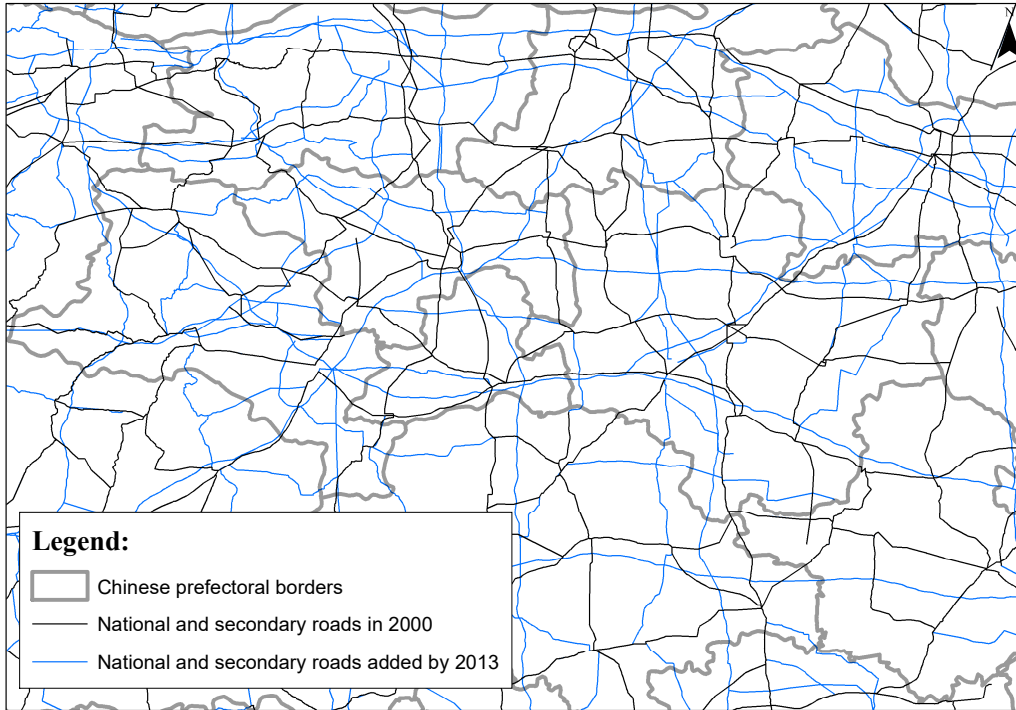 N
Legend:
Chinese prefectoral borders
National and secondary roads in 2000
National and secondary roads added by 2013